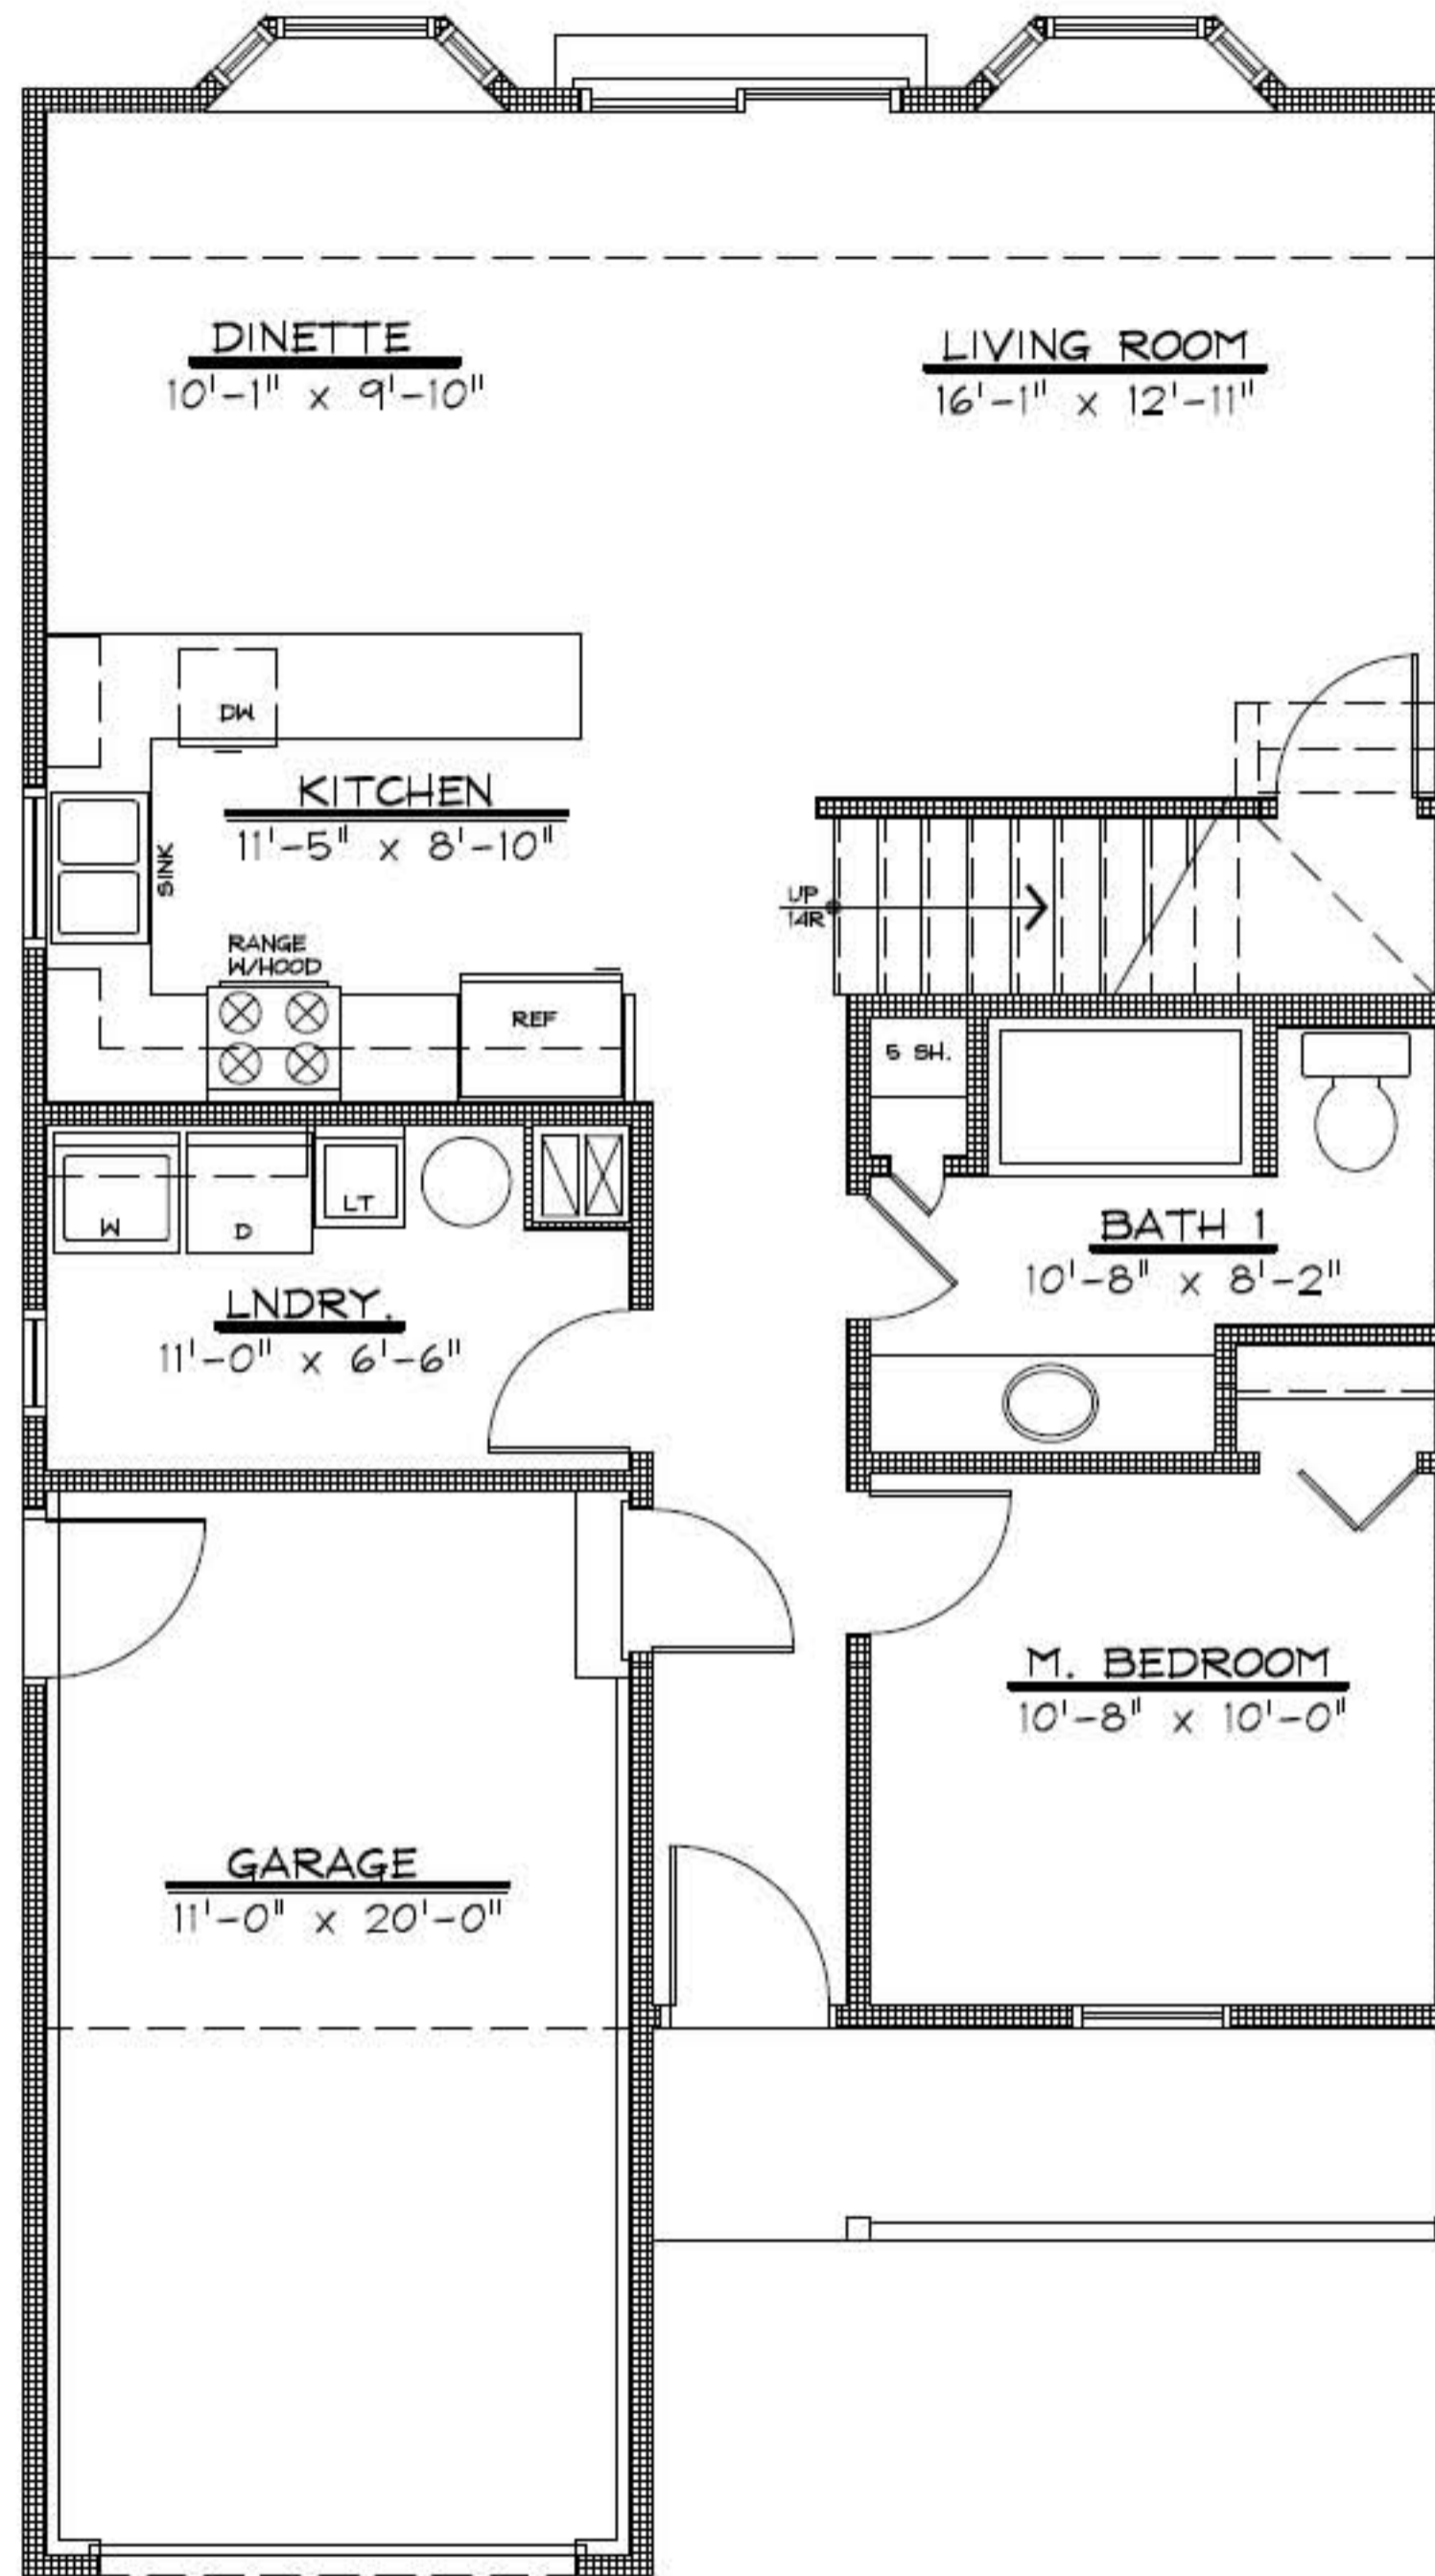 DINETTE
10'-1" x 9'-10"
LIVING ROOM
16'-1" x 12'-11"
DW
KITCHEN
11'-5" x 8'-10"
SINK
RANGE
W/HOOD
REF
UP
14R
5 SH.
W
D
LT
LNDRY.
11'-0" x 6'-6"
BATH 1
10'-8" x 8'-2"
M. BEDROOM
10'-8" x 10'-0"
GARAGE
11'-0" x 20'-0"